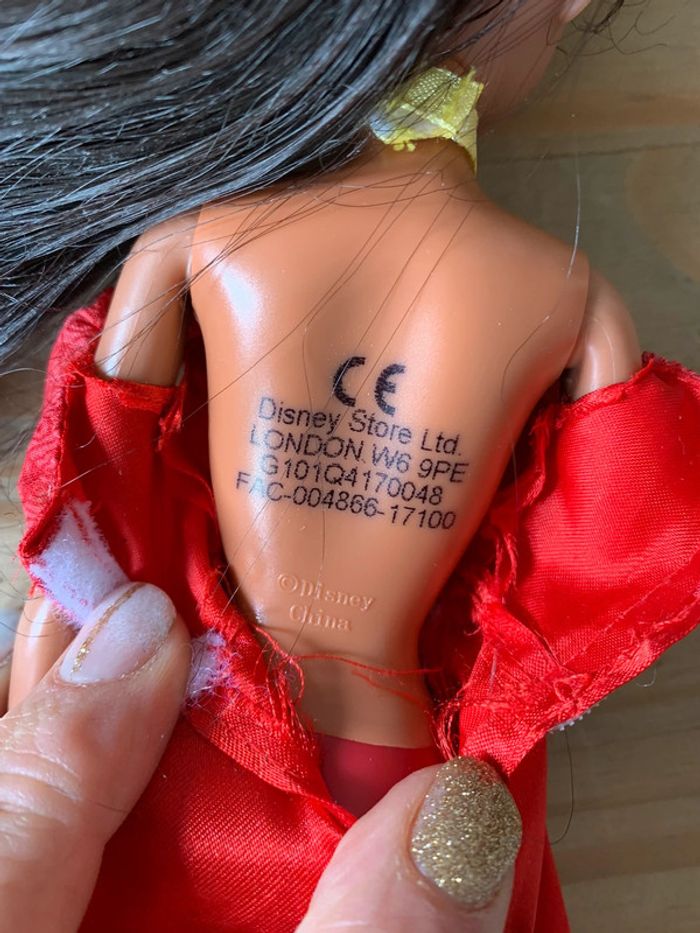 CE
Disney Store Ltd.
LONDON. W6 9PE
G101Q4170048
FAC-004866-17100
©Disney
China